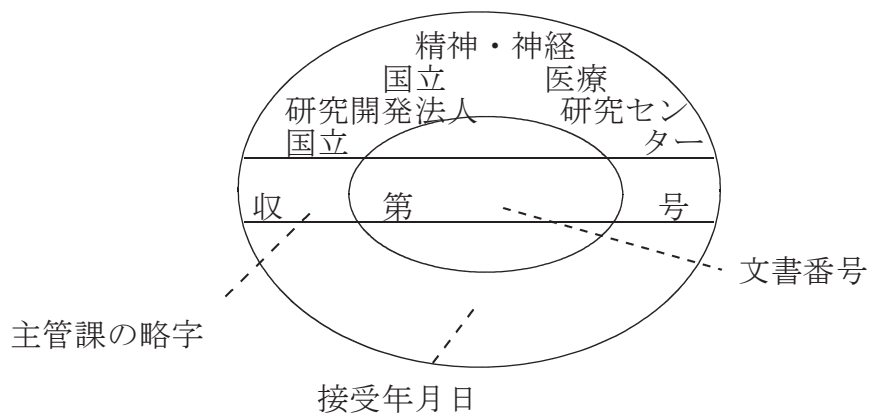 精神・神経
国立 医療
研究開発法人 研究セン
国立 ター
収 第 号
文書番号
主管課の略字
接受年月日